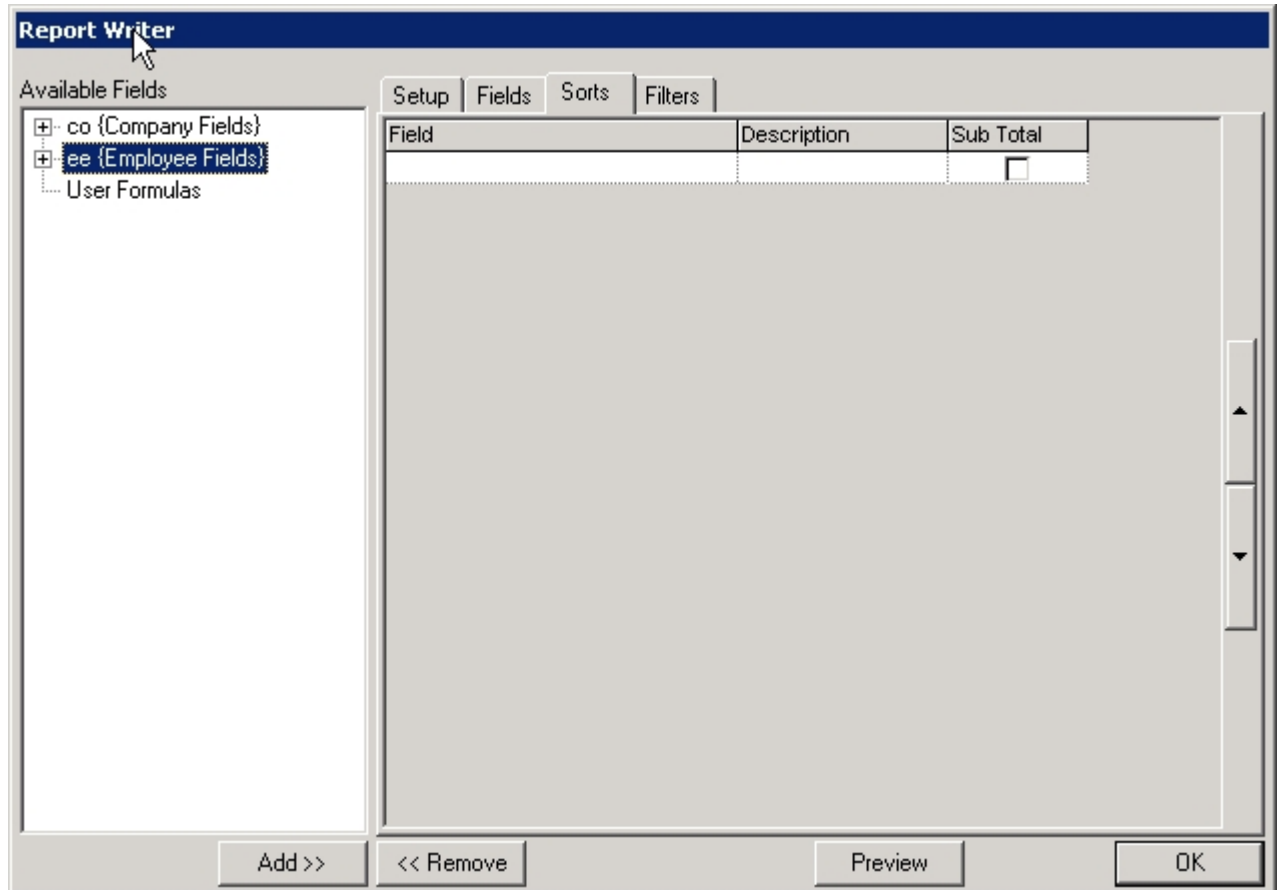 Report Writer
Available Fields
co {Company Fields}
ee {Employee Fields}
User Formulas
Setup Fields Sorts Filters
Field Description Sub Total
Add >> << Remove Preview OK